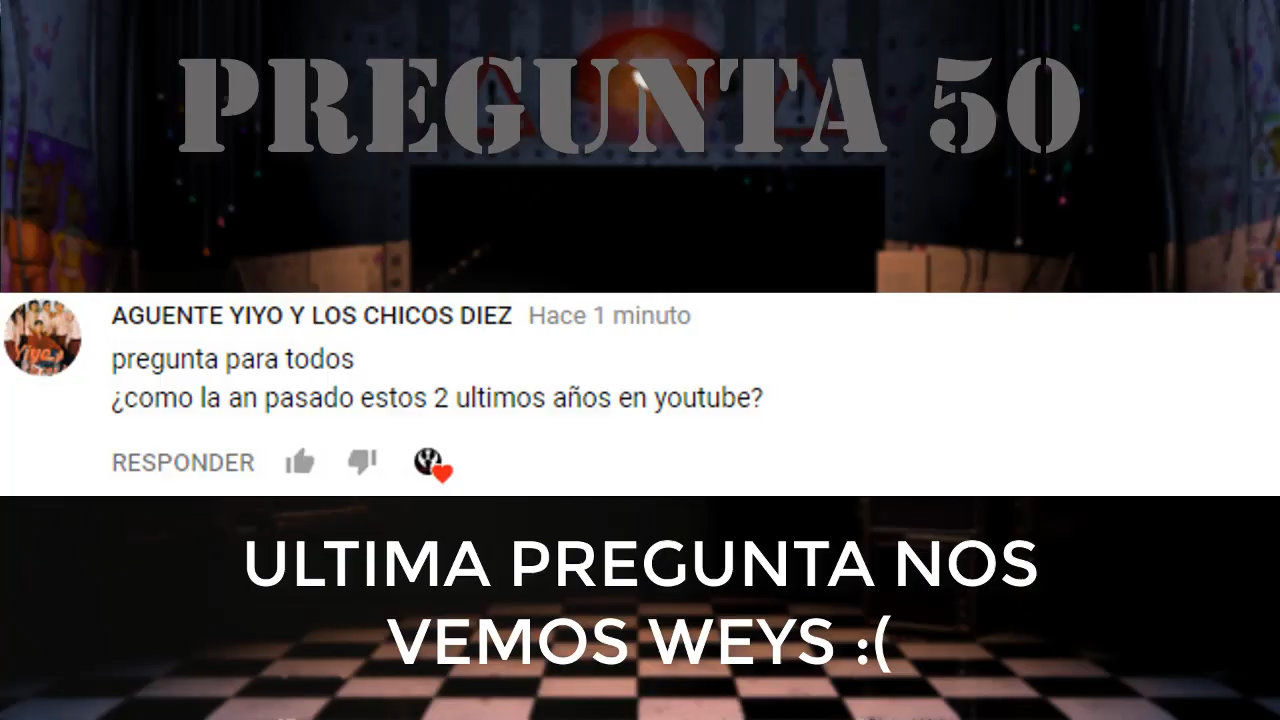 PREGUNTA 50
AGUENTE YIYO Y LOS CHICOS DIEZ Hace 1 minuto
pregunta para todos
¿como la an pasado estos 2 ultimos años en youtube?
RESPONDER
ULTIMA PREGUNTA NOS
VEMOS WEYS :(